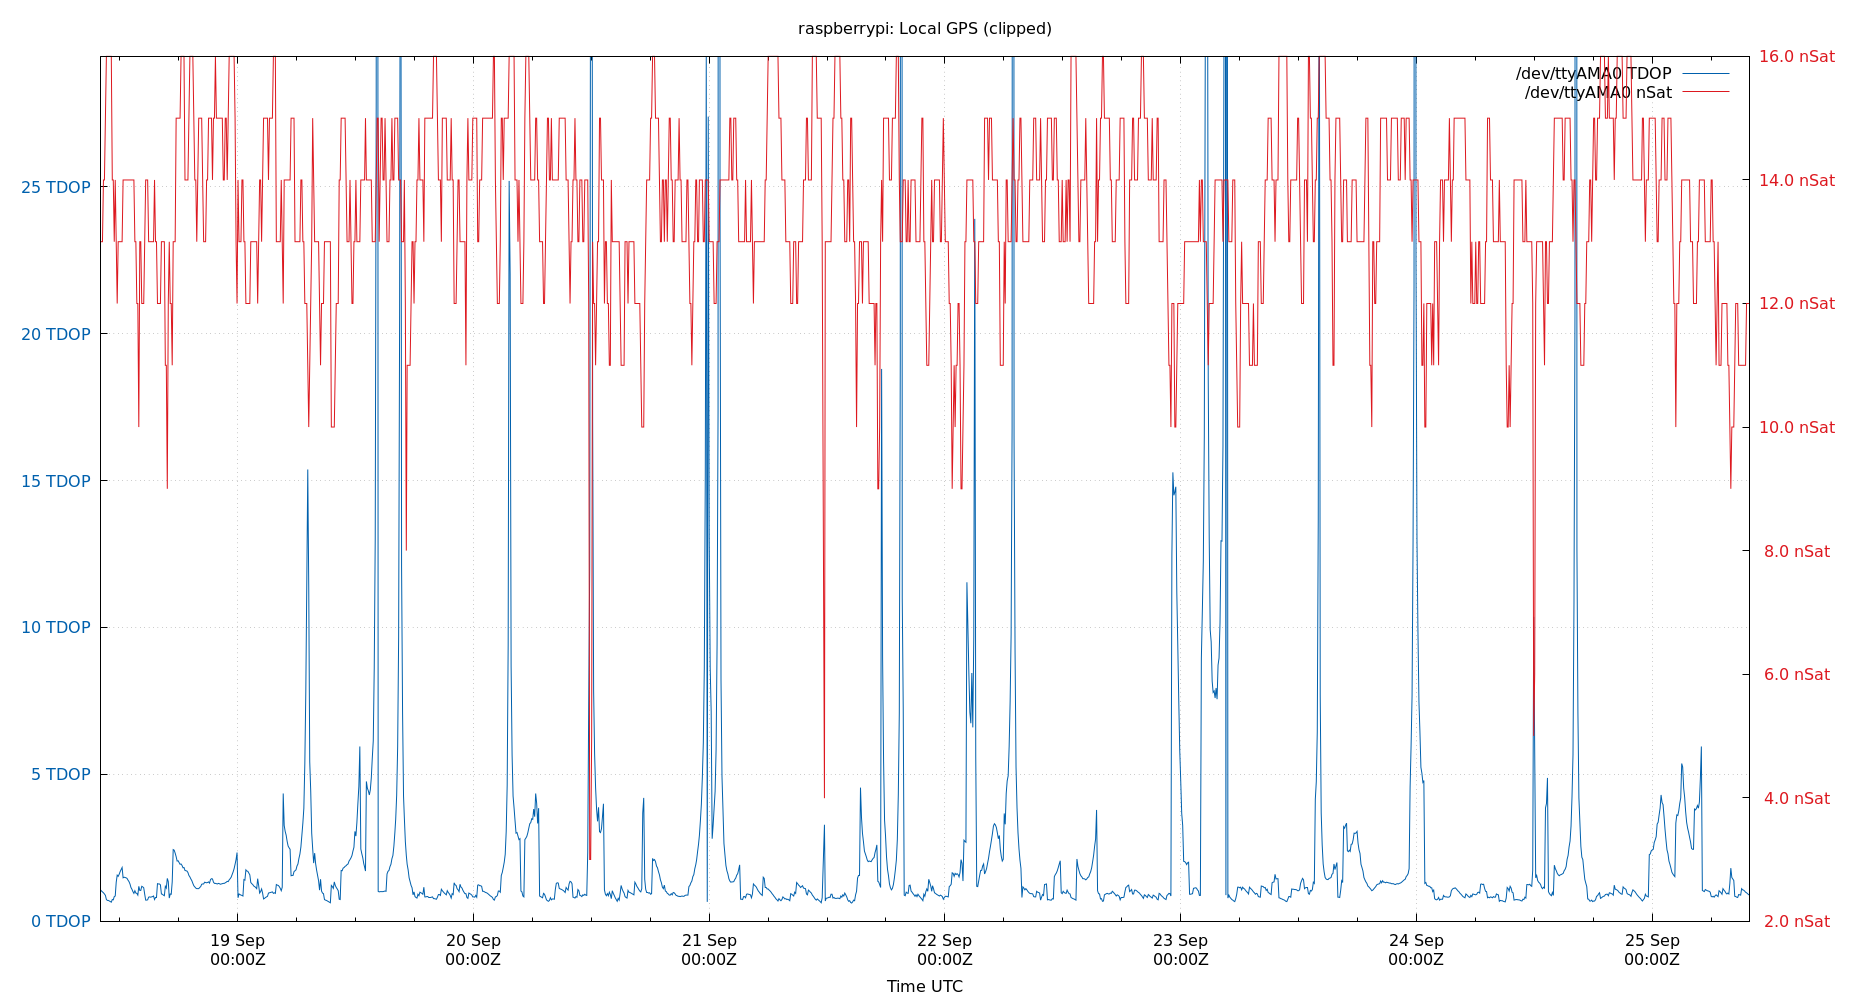 raspberrypi: Local GPS (clipped)
16.0 nSat
/dev/ttyAMA0 TDOP
/dev/ttyAMA0 nSat
25 TDOP
14.0 nSat
12.0 nSat
20 TDOP
10.0 nSat
15 TDOP
8.0 nSat
10 TDOP
6.0 nSat
5 TDOP
4.0 nSat
0 TDOP
2.0 nSat
19 Sep 20 Sep 21 Sep 22 Sep 23 Sep 24 Sep 25 Sep
00:00Z 00:00Z 00:00Z 00:00Z 00:00Z 00:00Z 00:00Z
Time UTC